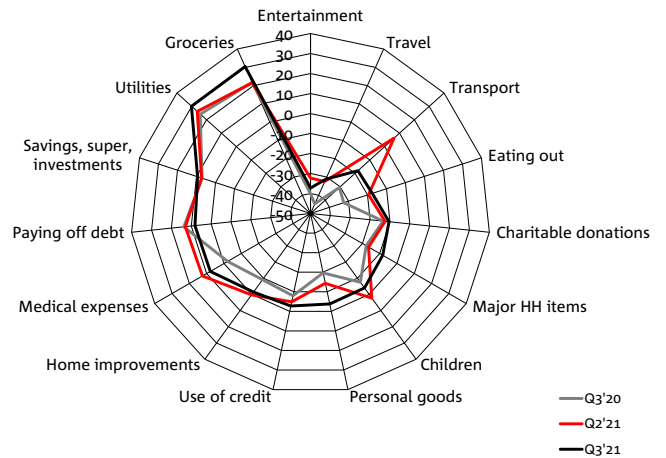 Entertainment
Travel
Transport
Eating out
Charitable donations
Major HH items
Children
Personal goods
Use of credit
Home improvements
Medical expenses
Paying off debt
Savings, super,
investments
Utilities
Groceries
40
30
20
10
0
-10
-20
-30
-40
-50
Q3'20
Q2'21
Q3'21